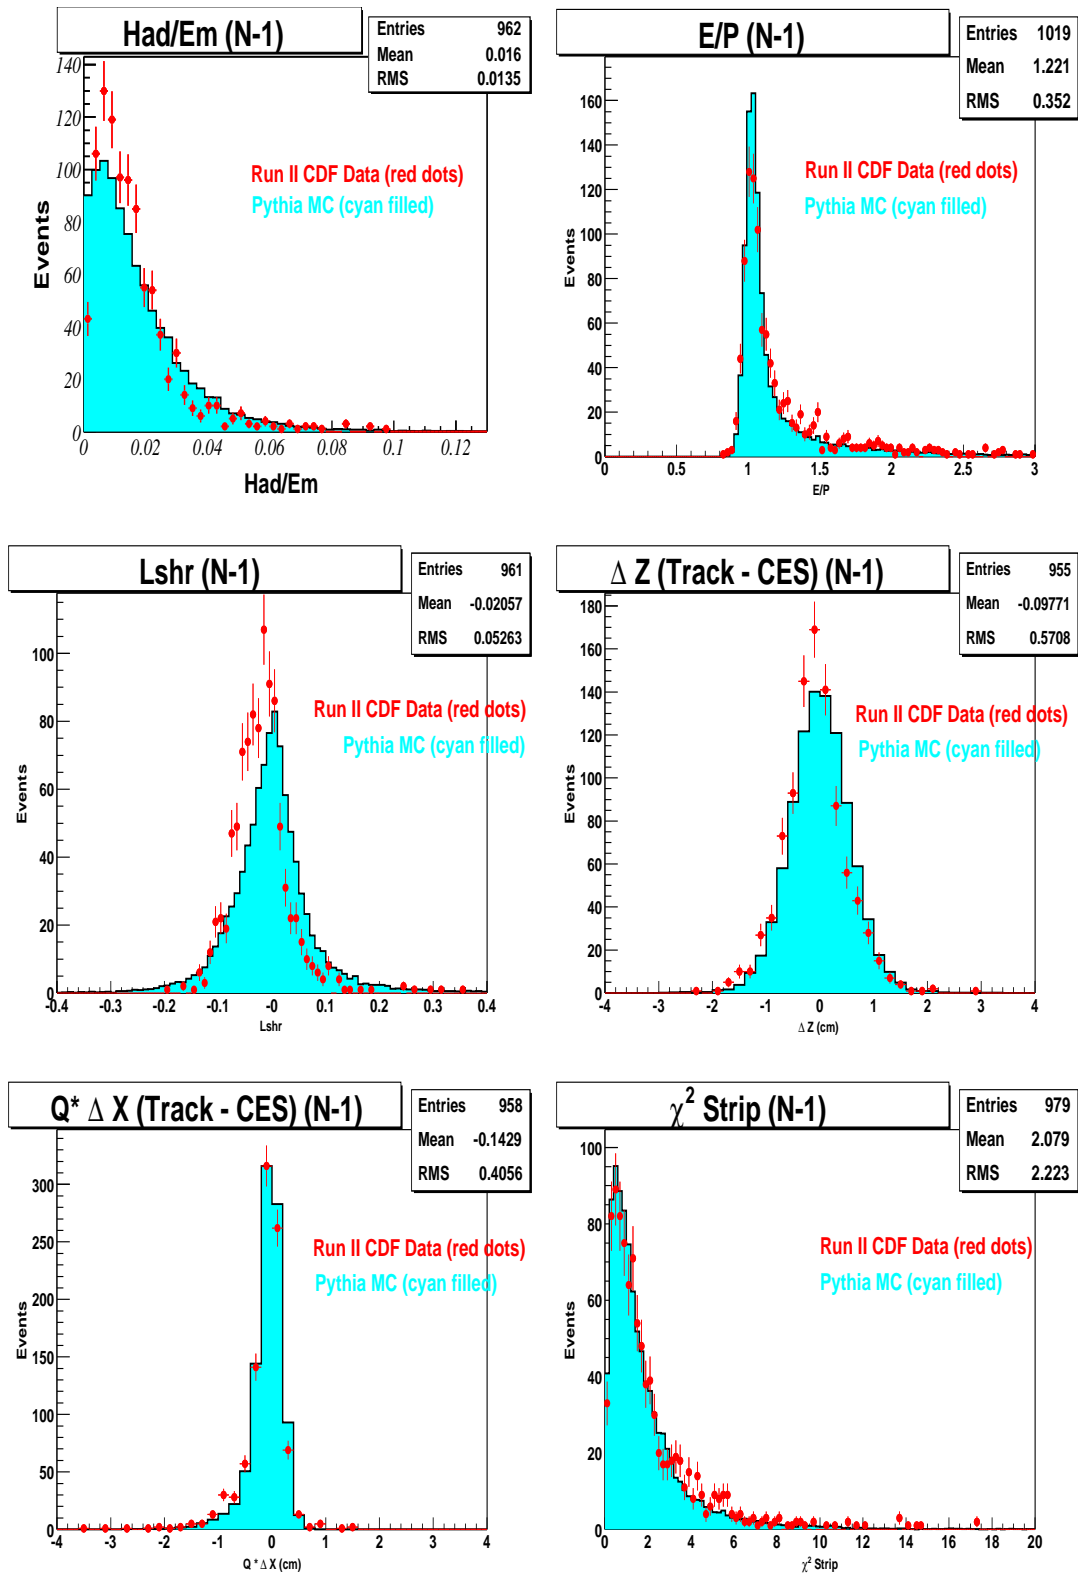 Had/Em (N-1)
Entries 962
Mean 0.016
RMS 0.0135
140
120
100
80
60
40
20
0
Events
Run II CDF Data (red dots)
Pythia MC (cyan filled)
0 0.02 0.04 0.06 0.08 0.1 0.12
Had/Em
E/P (N-1)
Entries 1019
Mean 1.221
RMS 0.352
160
140
120
100
80
60
40
20
0
Events
Run II CDF Data (red dots)
Pythia MC (cyan filled)
0 0.5 1 1.5 2 2.5 3
E/P
Lshr (N-1)
Entries 961
Mean -0.02057
RMS 0.05263
100
80
60
40
20
0
Events
Run II CDF Data (red dots)
Pythia MC (cyan filled)
-0.4 -0.3 -0.2 -0.1 -0 0.1 0.2 0.3 0.4
Lshr
Δ Z (Track - CES) (N-1)
Entries 955
Mean -0.09771
RMS 0.5708
180
160
140
120
100
80
60
40
20
0
Events
Run II CDF Data (red dots)
Pythia MC (cyan filled)
-4 -3 -2 -1 0 1 2 3 4
Δ Z (cm)
Q* Δ X (Track - CES) (N-1)
Entries 958
Mean -0.1429
RMS 0.4056
300
250
200
150
100
50
0
Events
Run II CDF Data (red dots)
Pythia MC (cyan filled)
-4 -3 -2 -1 0 1 2 3 4
Q * Δ X (cm)
χ² Strip (N-1)
Entries 979
Mean 2.079
RMS 2.223
100
80
60
40
20
0
Events
Run II CDF Data (red dots)
Pythia MC (cyan filled)
0 2 4 6 8 10 12 14 16 18 20
χ² Strip